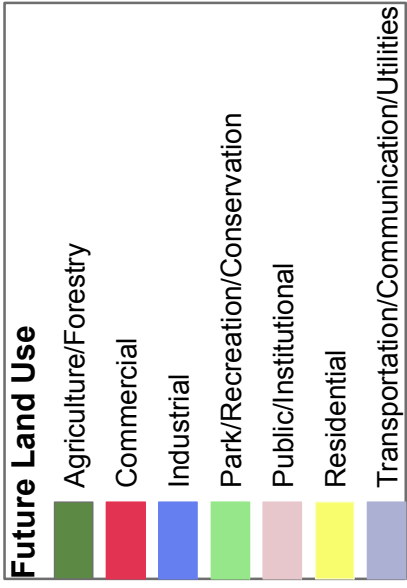 Future Land Use
Agriculture/Forestry
Commercial
Industrial
Park/Recreation/Conservation
Public/Institutional
Residential
Transportation/Communication/Utilities